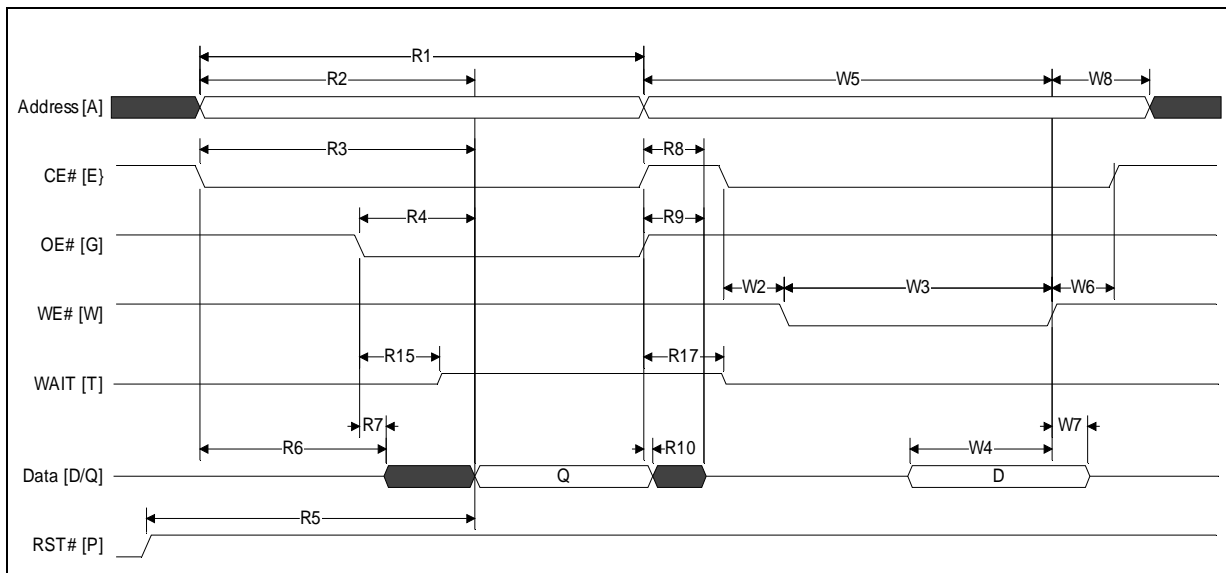 R1
R2
W5
W8
Address [A]
R3
R8
CE# [E}
R4
R9
OE# [G]
W2
W3
W6
WE# [W]
R15
R17
WAIT [T]
R7
W7
R6
R10
W4
Data [D/Q]
Q
D
R5
RST# [P]